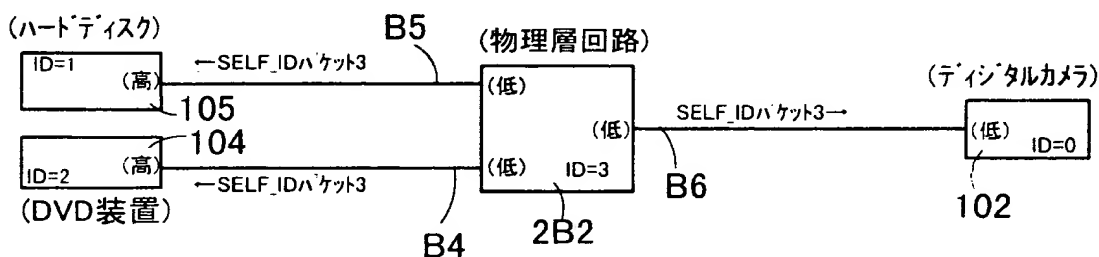 (ハードディスク)
ID=1
(高)
105
←SELF_IDパケット3
B5
(物理層回路)
(低)
(低)
(低)
ID=3
2B2
104
ID=2
(高)
(DVD装置)
←SELF_IDパケット3
B4
SELF_IDパケット3→
B6
(ディジタルカメラ)
(低)
ID=0
102